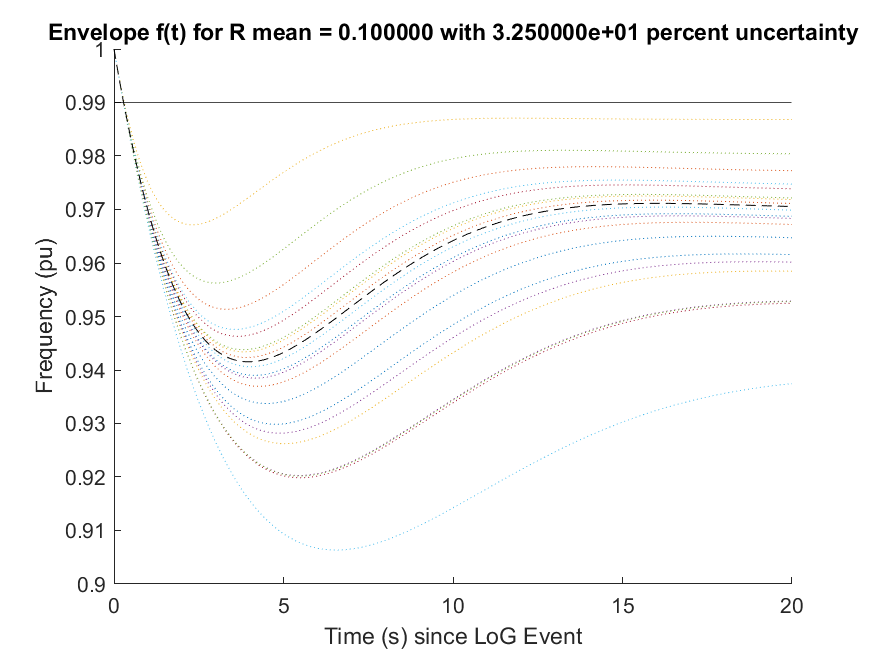 Envelope f(t) for R mean = 0.100000 with 3.250000e+01 percent uncertainty
1
0.99
0.98
0.97
0.96
0.95
0.94
0.93
0.92
0.91
0.9
Frequency (pu)
0 5 10 15 20
Time (s) since LoG Event